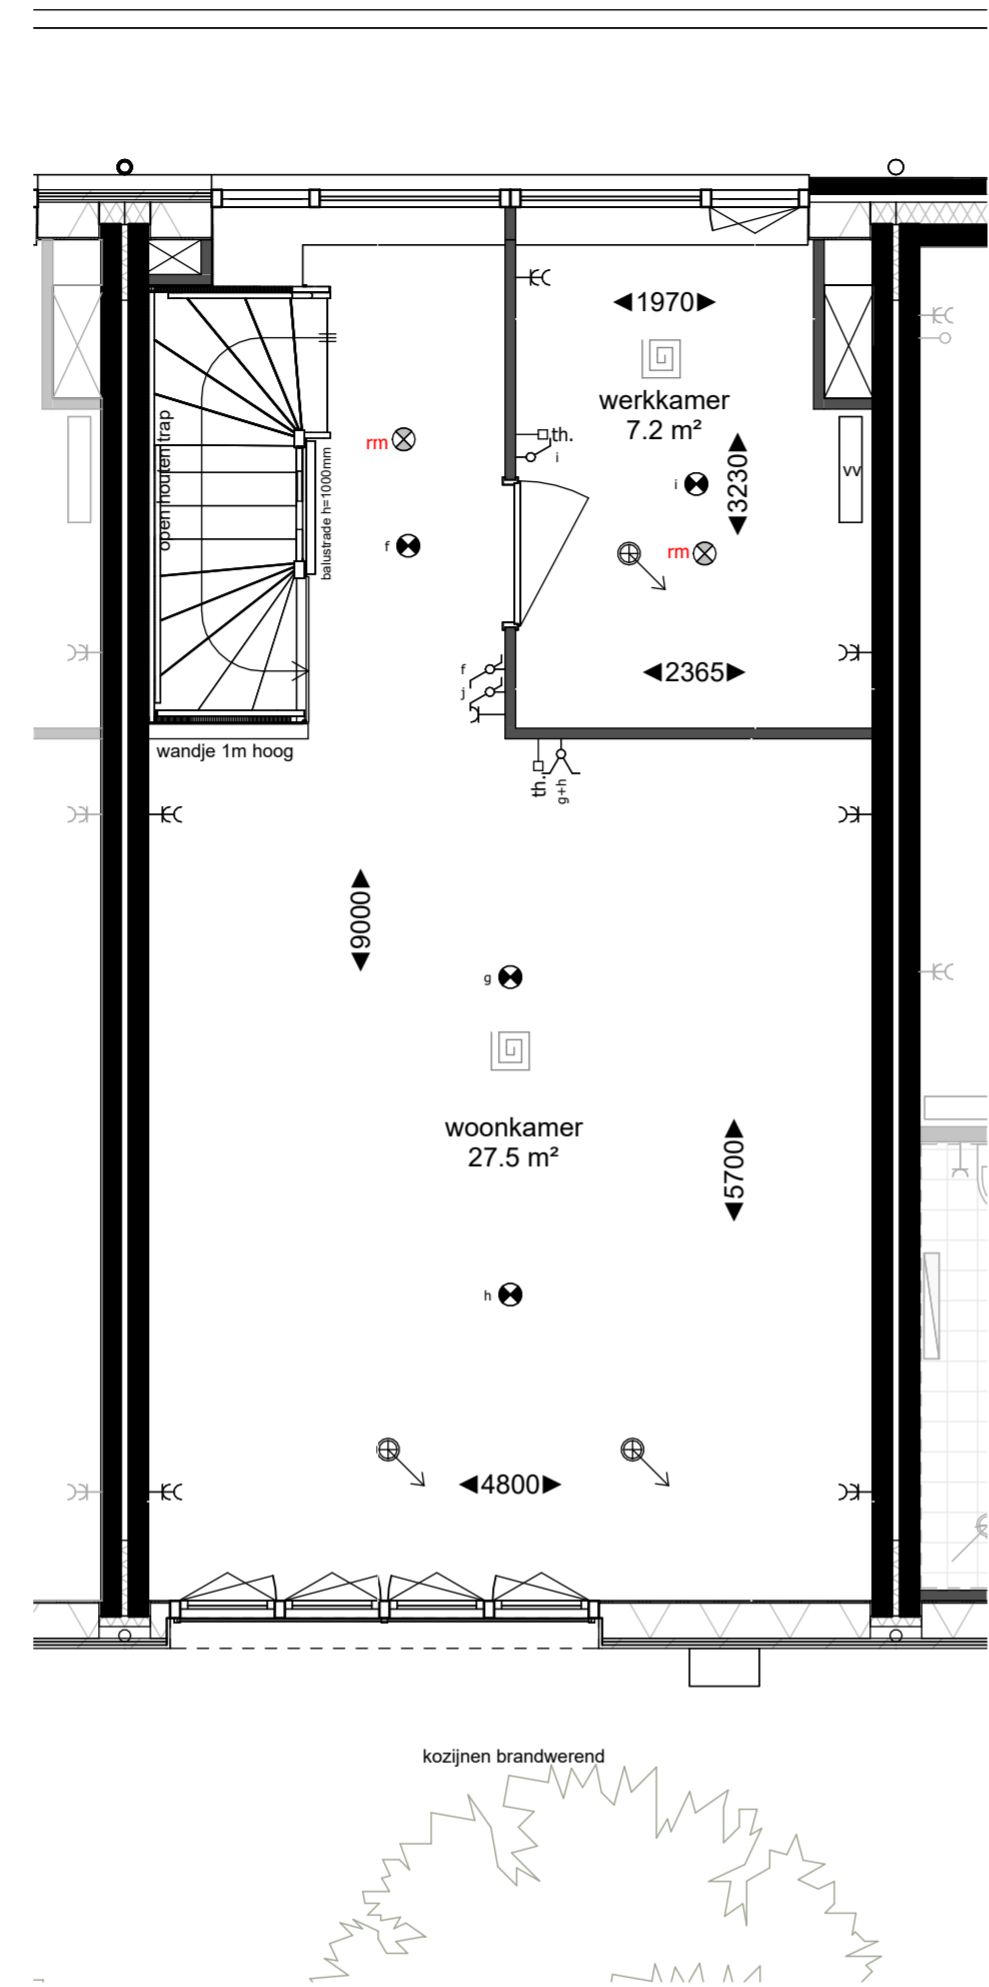 1970
werkkamer
7.2 m²
th.
i
rm
open houten trap
balustrade h=1000mm
3230
vv
i
f
rm
f
j
2365
wandje 1m hoog
th.
g+h
9000
g
woonkamer
27.5 m²
5700
h
4800
kozijnen brandwerend